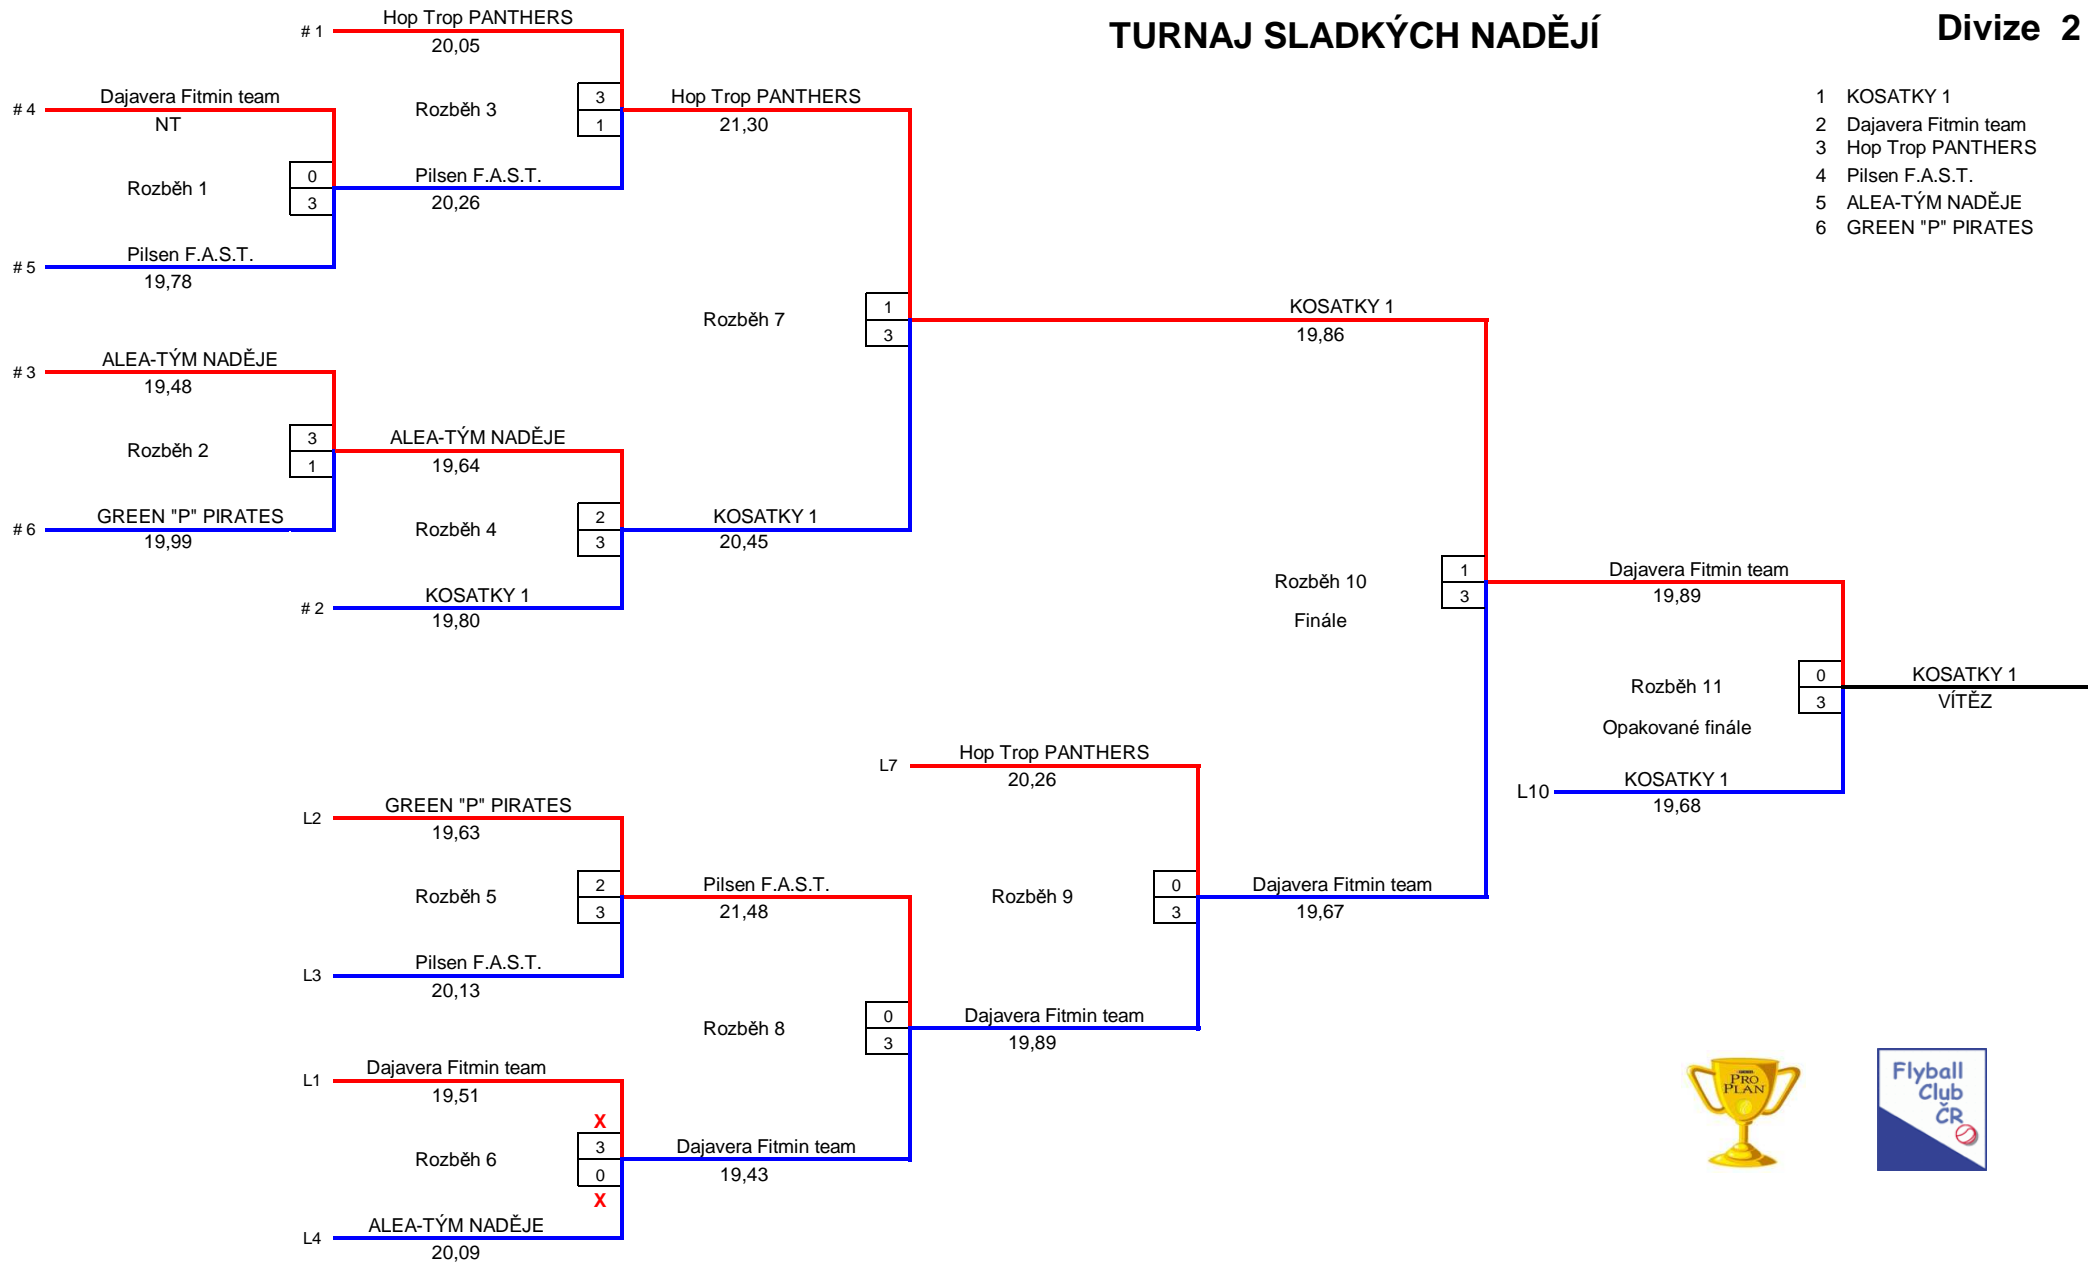 TURNAJ SLADKÝCH NADĚJÍ
Divize 2
1 KOSATKY 1
2 Dajavera Fitmin team
3 Hop Trop PANTHERS
4 Pilsen F.A.S.T.
5 ALEA-TÝM NADĚJE
6 GREEN "P" PIRATES
# 1
Hop Trop PANTHERS
20,05
# 4
Dajavera Fitmin team
NT
Rozběh 3
3
1
Hop Trop PANTHERS
21,30
Rozběh 1
0
3
Pilsen F.A.S.T.
20,26
# 5
Pilsen F.A.S.T.
19,78
Rozběh 7
1
3
KOSATKY 1
19,86
# 3
ALEA-TÝM NADĚJE
19,48
Rozběh 2
3
1
ALEA-TÝM NADĚJE
19,64
# 6
GREEN "P" PIRATES
19,99
Rozběh 4
2
3
KOSATKY 1
20,45
# 2
KOSATKY 1
19,80
Rozběh 10
Finále
1
3
Dajavera Fitmin team
19,89
Rozběh 11
Opakované finále
0
3
KOSATKY 1
VÍTĚZ
L10
KOSATKY 1
19,68
L7
Hop Trop PANTHERS
20,26
L2
GREEN "P" PIRATES
19,63
Rozběh 5
2
3
Pilsen F.A.S.T.
21,48
Rozběh 9
0
3
Dajavera Fitmin team
19,67
L3
Pilsen F.A.S.T.
20,13
Rozběh 8
0
3
Dajavera Fitmin team
19,89
L1
Dajavera Fitmin team
19,51
X
Rozběh 6
3
0
X
Dajavera Fitmin team
19,43
L4
ALEA-TÝM NADĚJE
20,09
PRO
PLAN
Flyball
Club
ČR